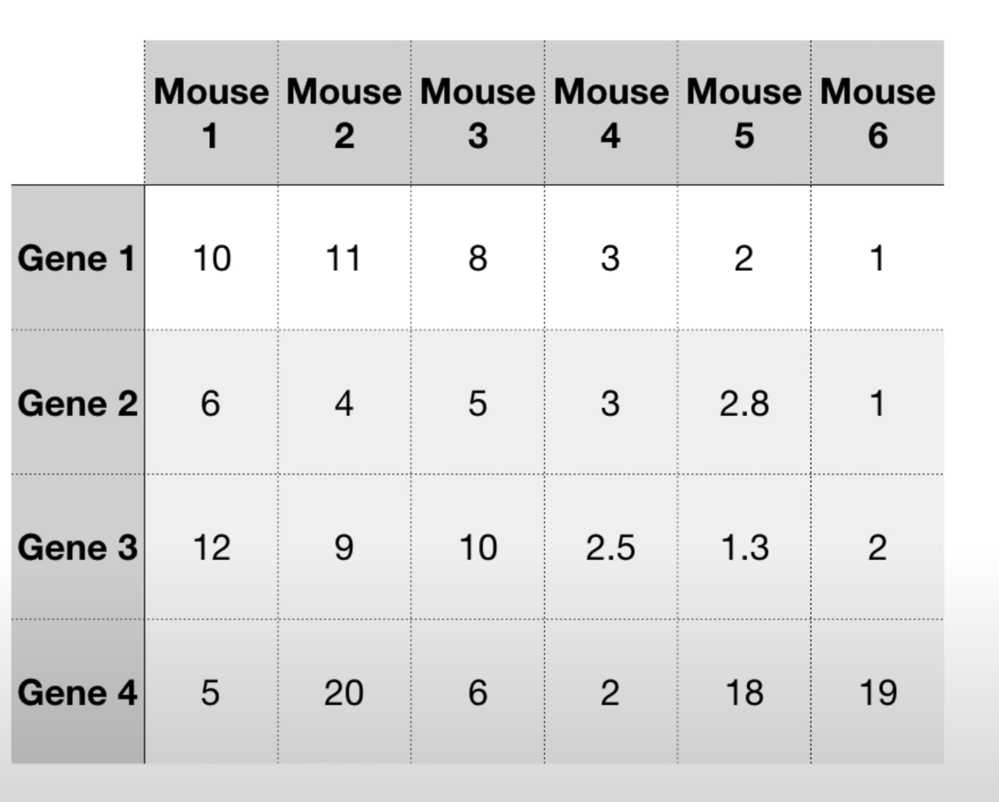 Mouse 1 Mouse 2 Mouse 3 Mouse 4 Mouse 5 Mouse 6
Gene 1 10 11 8 3 2 1
Gene 2 6 4 5 3 2.8 1
Gene 3 12 9 10 2.5 1.3 2
Gene 4 5 20 6 2 18 19